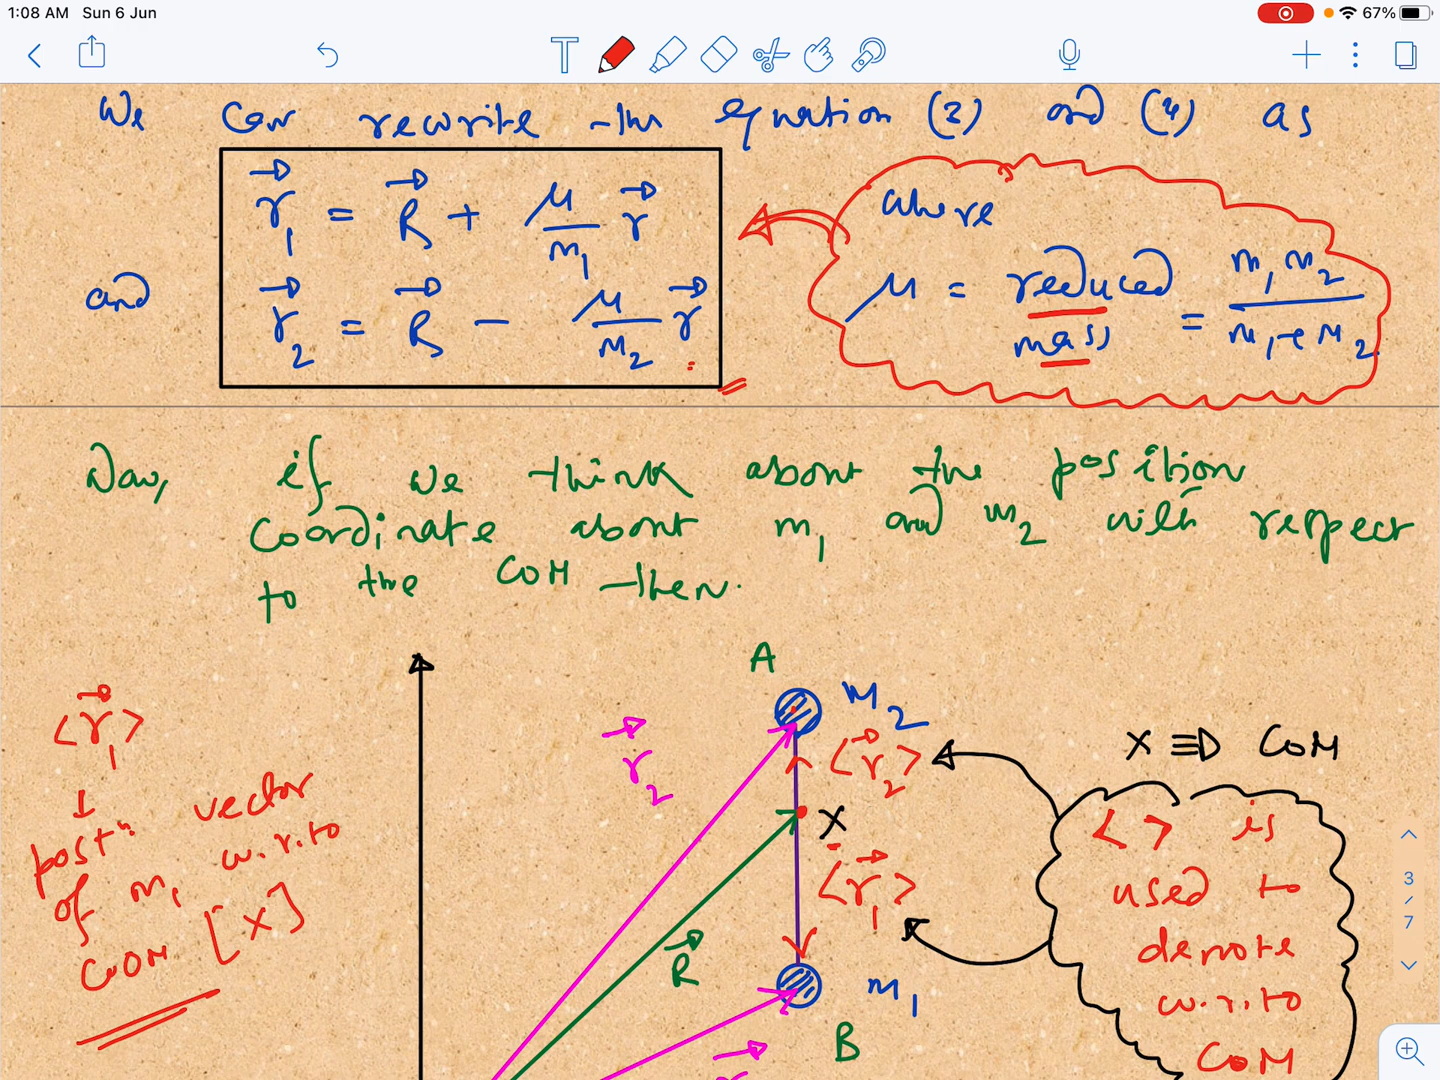 1:08 AM Sun 6 Jun 67%
We can rewrite the equation (3) and (4) as
r⃗₁ = R⃗ + μ/m₁ r⃗
and
r⃗₂ = R⃗ − μ/m₂ r⃗
where
μ = reduced mass = m₁m₂/m₁+m₂
Now, if we think about the position
coordinate about m₁ and m₂ with respect
to the COM then.
A
m₂
r⃗₂
<r⃗₂>
X
<r⃗₁>
R⃗
m₁
B
<r⃗₁>
↓
postⁿ vector
of m₁ w.r.to
COM [X]
X ≡> COM
< > is
used to
denote
w.r.to
COM
3
/
7